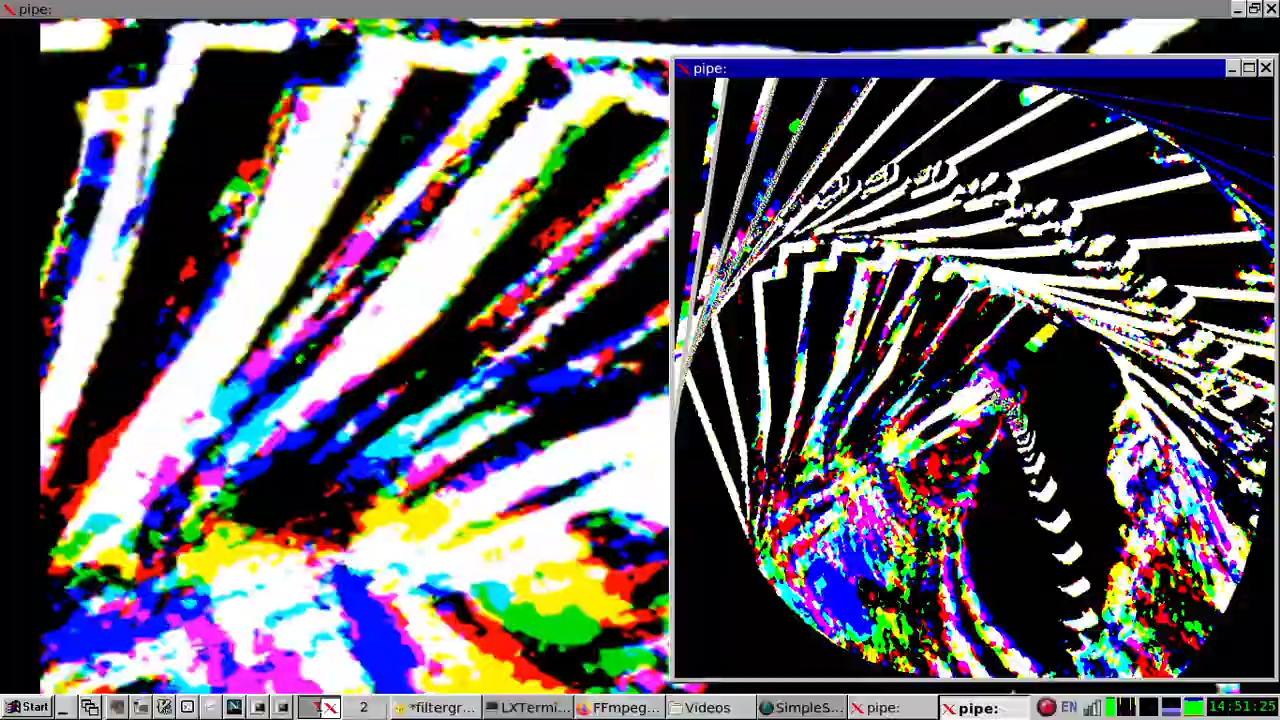 pipe:
pipe:
Start
2
*filtergr...
LXTermi...
FFmpeg...
Videos
SimpleS...
pipe:
pipe:
EN
14:51:25